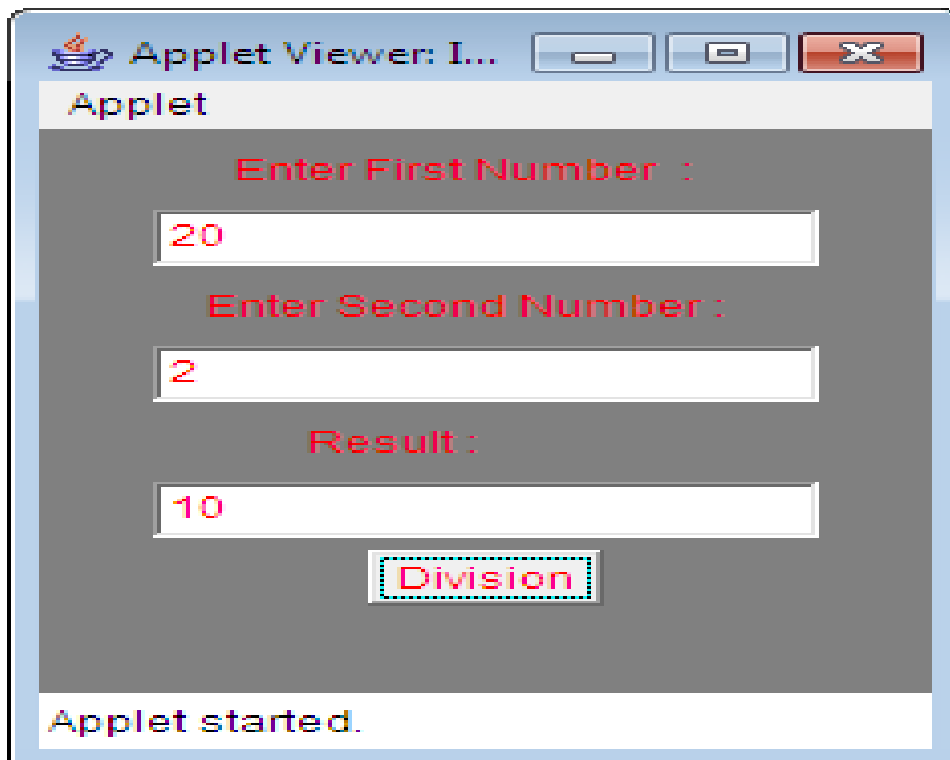 Applet Viewer: I...
Applet
Enter First Number :
20
Enter Second Number :
2
Result :
10
Division
Applet started.